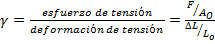 γ = esfuerzo de tensión / deformación de tensión = (F / A₀) / (ΔL / L₀)